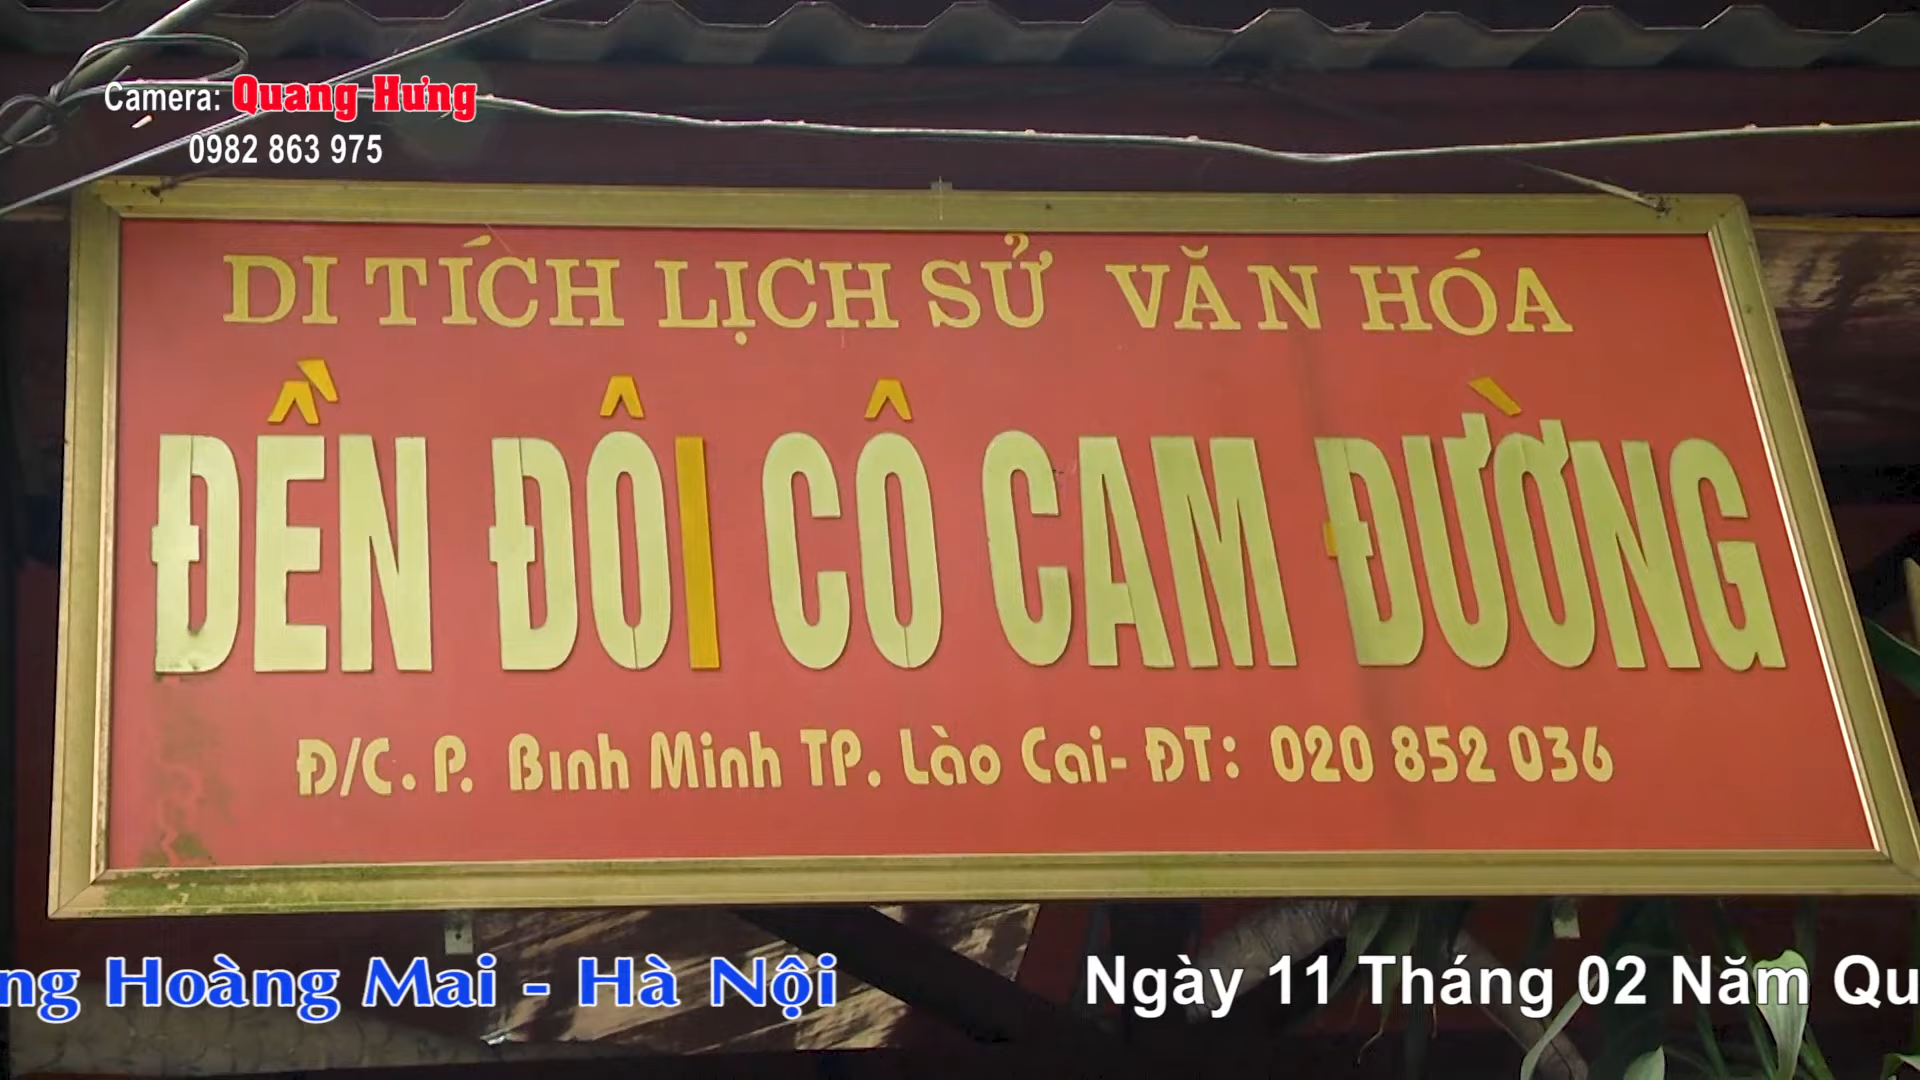 Camera: Quang Hưng
0982 863 975
DI TÍCH LỊCH SỬ VĂN HÓA
ĐỀN ĐÔI CÔ CAM ĐƯỜNG
Đ/C. P. Bình Minh TP. Lào Cai- ĐT: 020 852 036
ng Hoàng Mai - Hà Nội Ngày 11 Tháng 02 Năm Qu